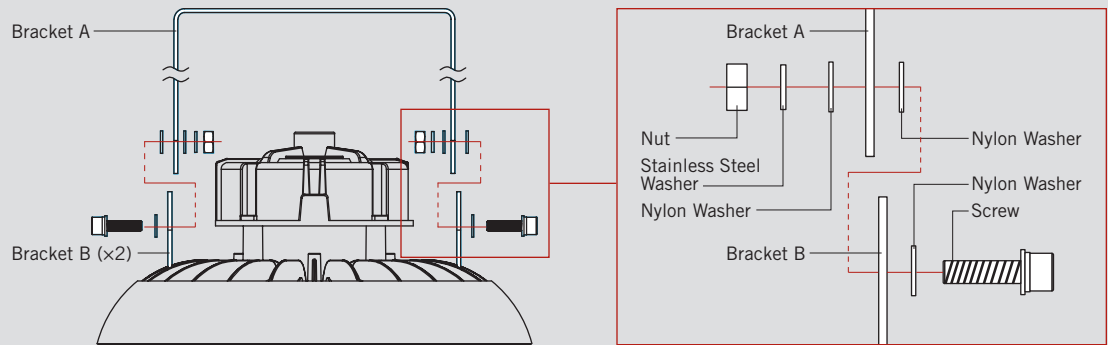 Bracket A
Bracket B (×2)
Bracket A
Nut
Stainless Steel
Washer
Nylon Washer
Nylon Washer
Nylon Washer
Screw
Bracket B